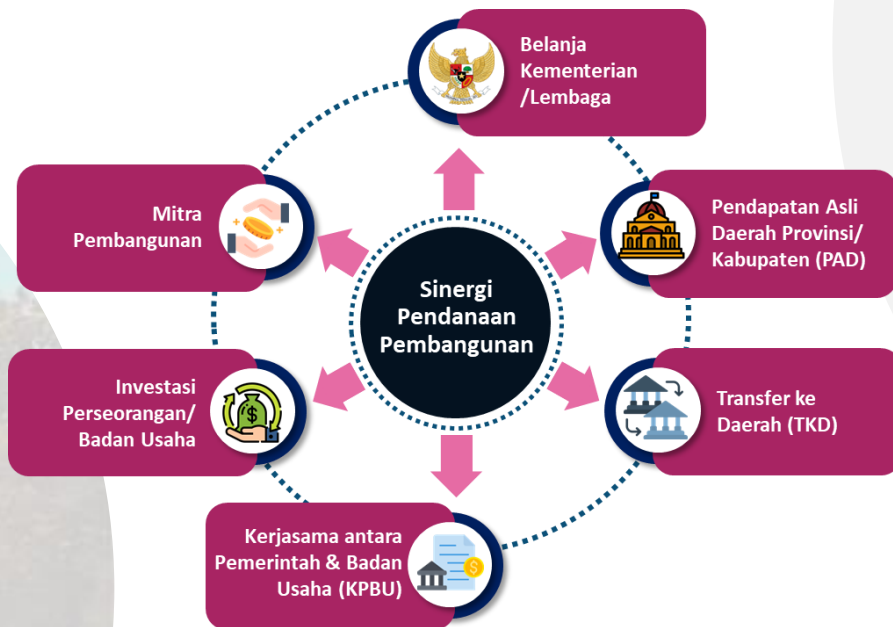 Belanja
Kementerian
/Lembaga
Mitra
Pembangunan
Pendapatan Asli
Daerah Provinsi/
Kabupaten (PAD)
Sinergi
Pendanaan
Pembangunan
Investasi
Perseorangan/
Badan Usaha
Transfer ke
Daerah (TKD)
Kerjasama antara
Pemerintah & Badan
Usaha (KPBU)